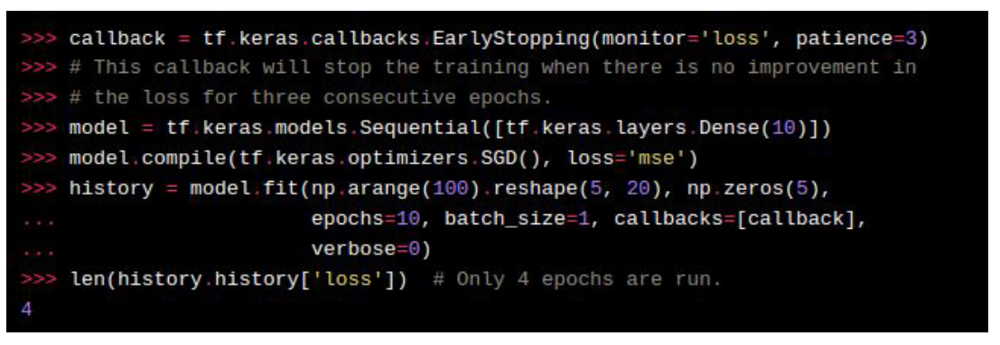 >>> callback = tf.keras.callbacks.EarlyStopping(monitor='loss', patience=3)
>>> # This callback will stop the training when there is no improvement in
>>> # the loss for three consecutive epochs.
>>> model = tf.keras.models.Sequential([tf.keras.layers.Dense(10)])
>>> model.compile(tf.keras.optimizers.SGD(), loss='mse')
>>> history = model.fit(np.arange(100).reshape(5, 20), np.zeros(5),
...                     epochs=10, batch_size=1, callbacks=[callback],
...                     verbose=0)
>>> len(history.history['loss'])  # Only 4 epochs are run.
4